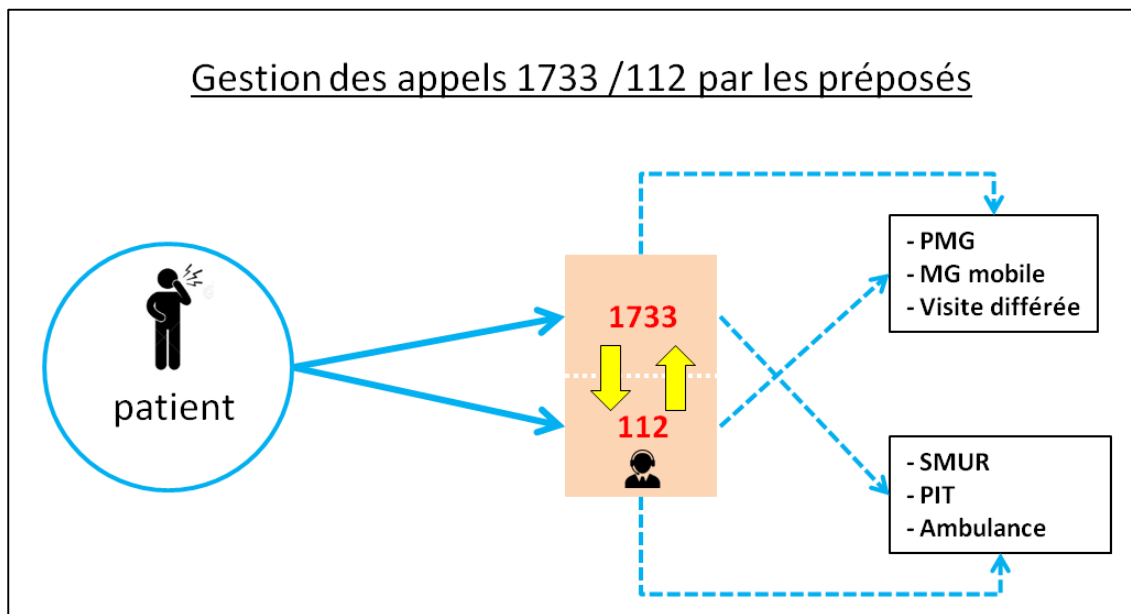 Gestion des appels 1733 /112 par les préposés
patient
1733
112
- PMG
- MG mobile
- Visite différée
- SMUR
- PIT
- Ambulance